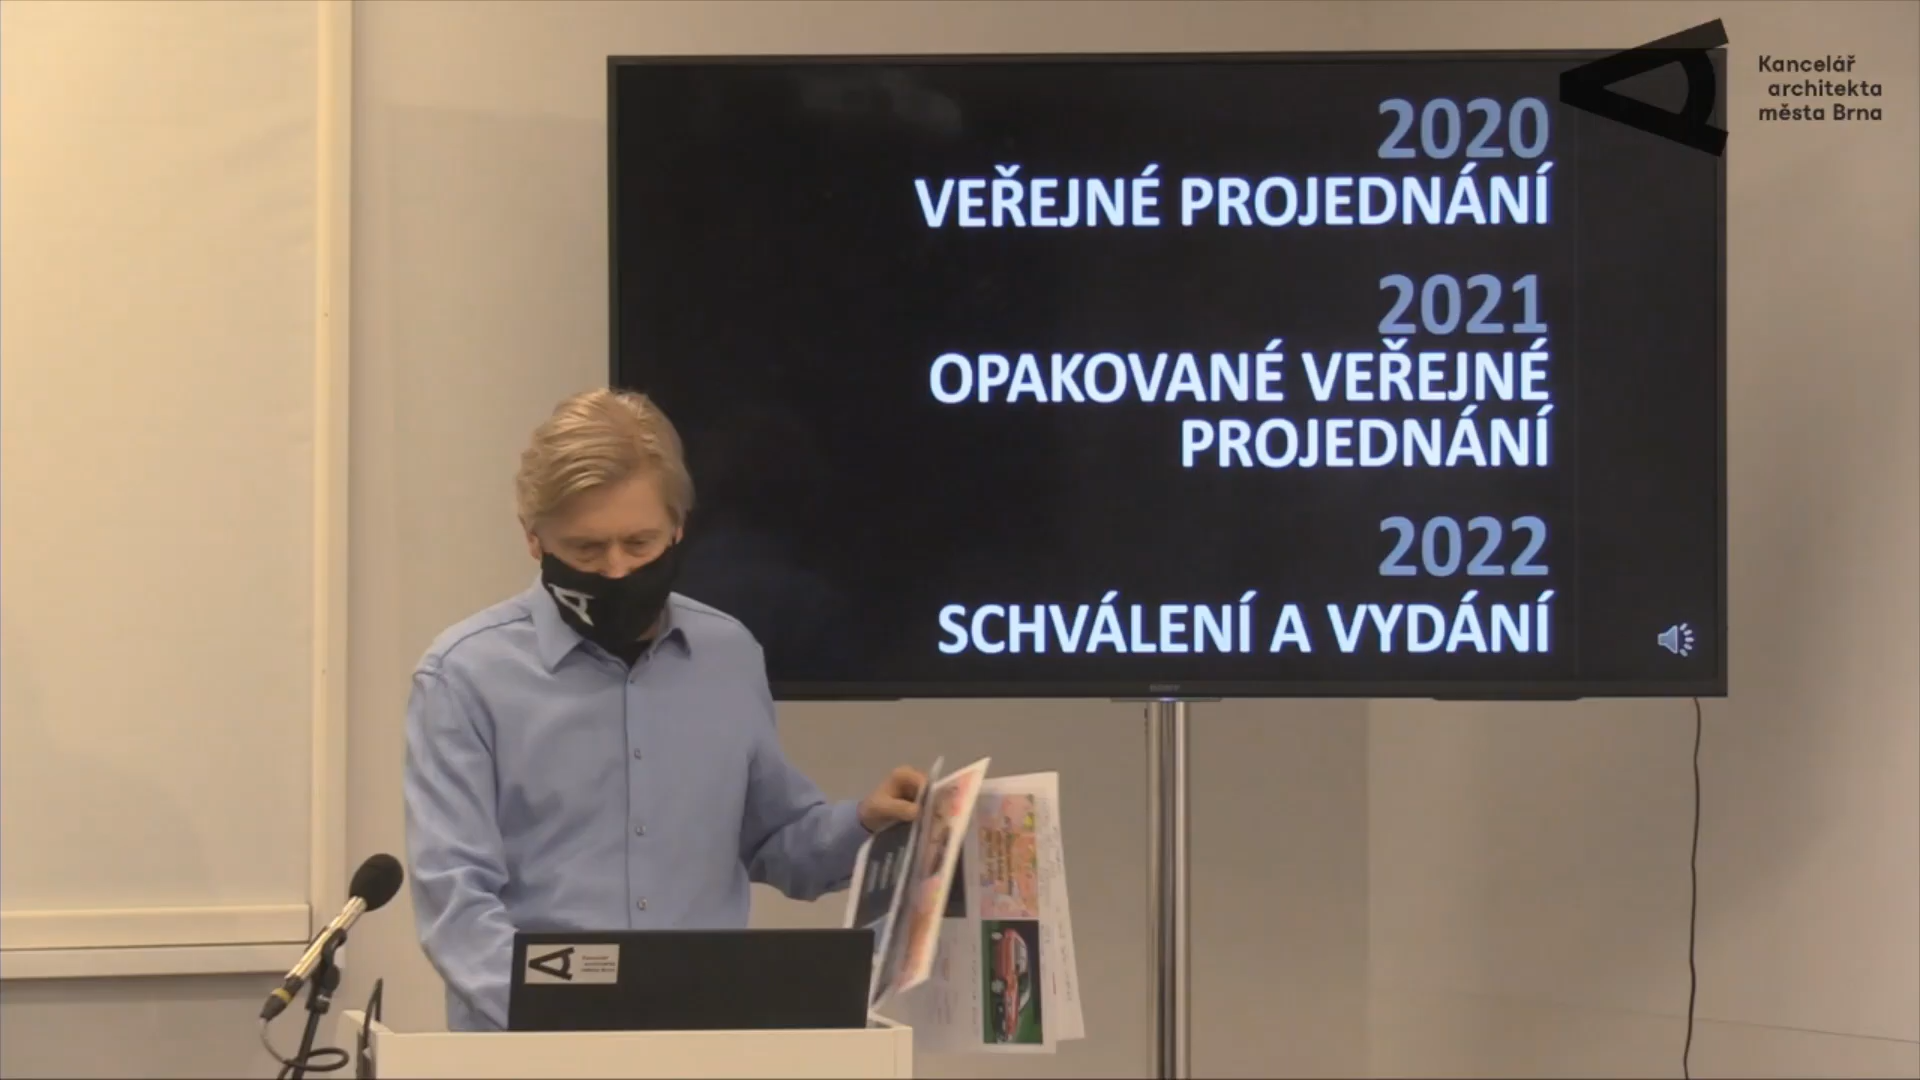 2020
VEŘEJNÉ PROJEDNÁNÍ
2021
OPAKOVANÉ VEŘEJNÉ
PROJEDNÁNÍ
2022
SCHVÁLENÍ A VYDÁNÍ
Kancelář
architekta
města Brna